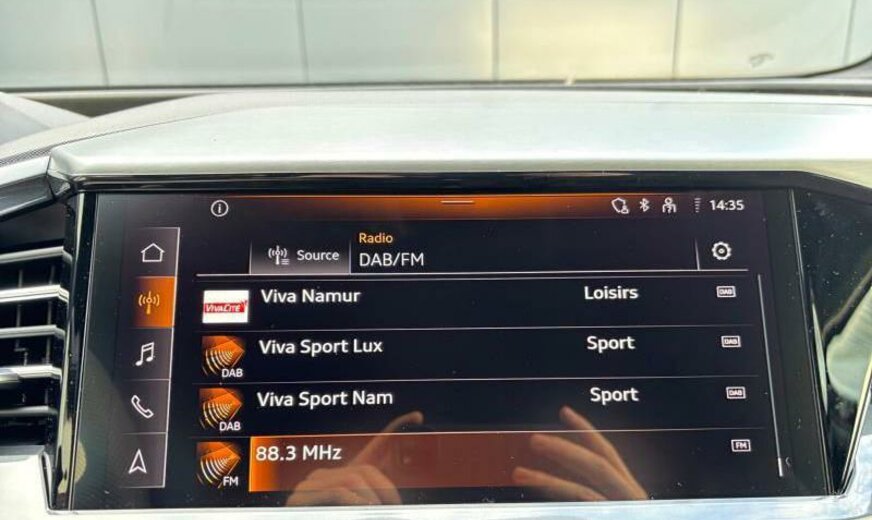 14:35
Radio
Source
DAB/FM
VIVACITÉ
Viva Namur Loisirs DAB
DAB
Viva Sport Lux Sport DAB
DAB
Viva Sport Nam Sport DAB
FM
88.3 MHz FM